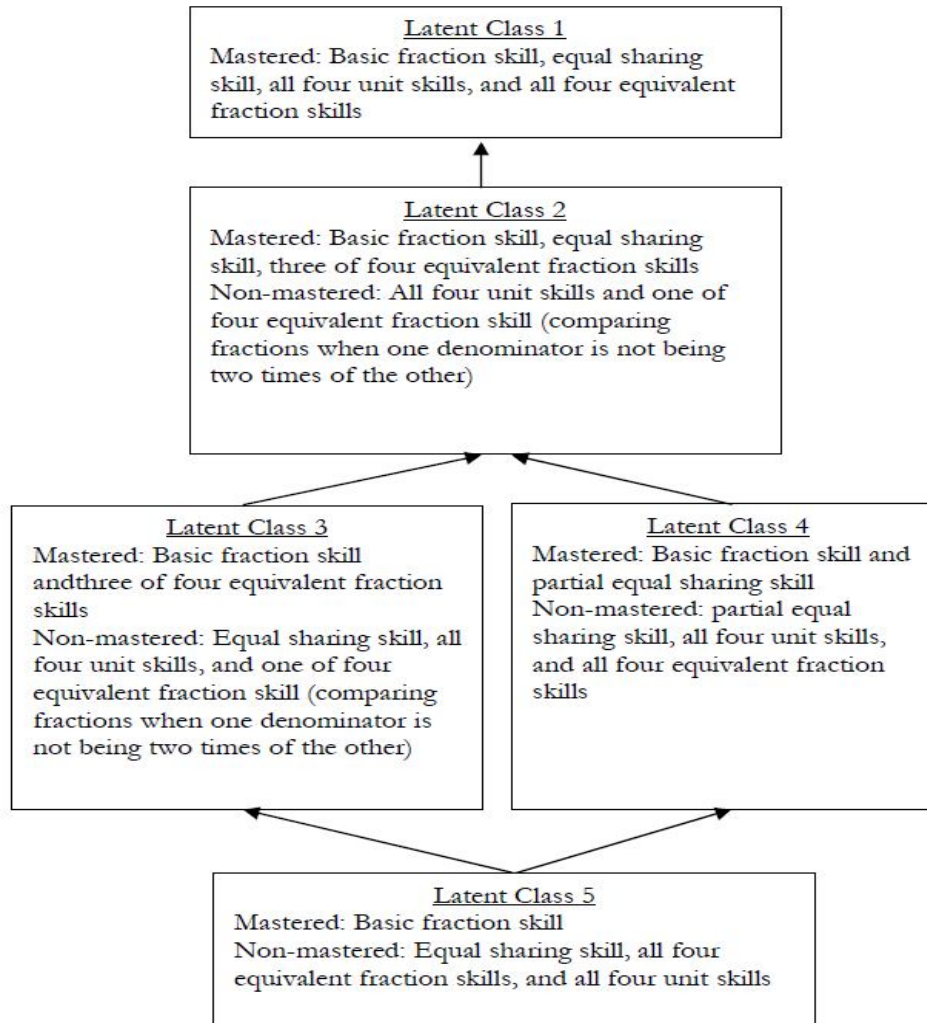 Latent Class 1
Mastered: Basic fraction skill, equal sharing
skill, all four unit skills, and all four equivalent
fraction skills
Latent Class 2
Mastered: Basic fraction skill, equal sharing
skill, three of four equivalent fraction skills
Non-mastered: All four unit skills and one of
four equivalent fraction skill (comparing
fractions when one denominator is not being
two times of the other)
Latent Class 3
Mastered: Basic fraction skill
andthree of four equivalent fraction
skills
Non-mastered: Equal sharing skill, all
four unit skills, and one of four
equivalent fraction skill (comparing
fractions when one denominator is
not being two times of the other)
Latent Class 4
Mastered: Basic fraction skill and
partial equal sharing skill
Non-mastered: partial equal
sharing skill, all four unit skills,
and all four equivalent fraction
skills
Latent Class 5
Mastered: Basic fraction skill
Non-mastered: Equal sharing skill, all four
equivalent fraction skills, and all four unit skills